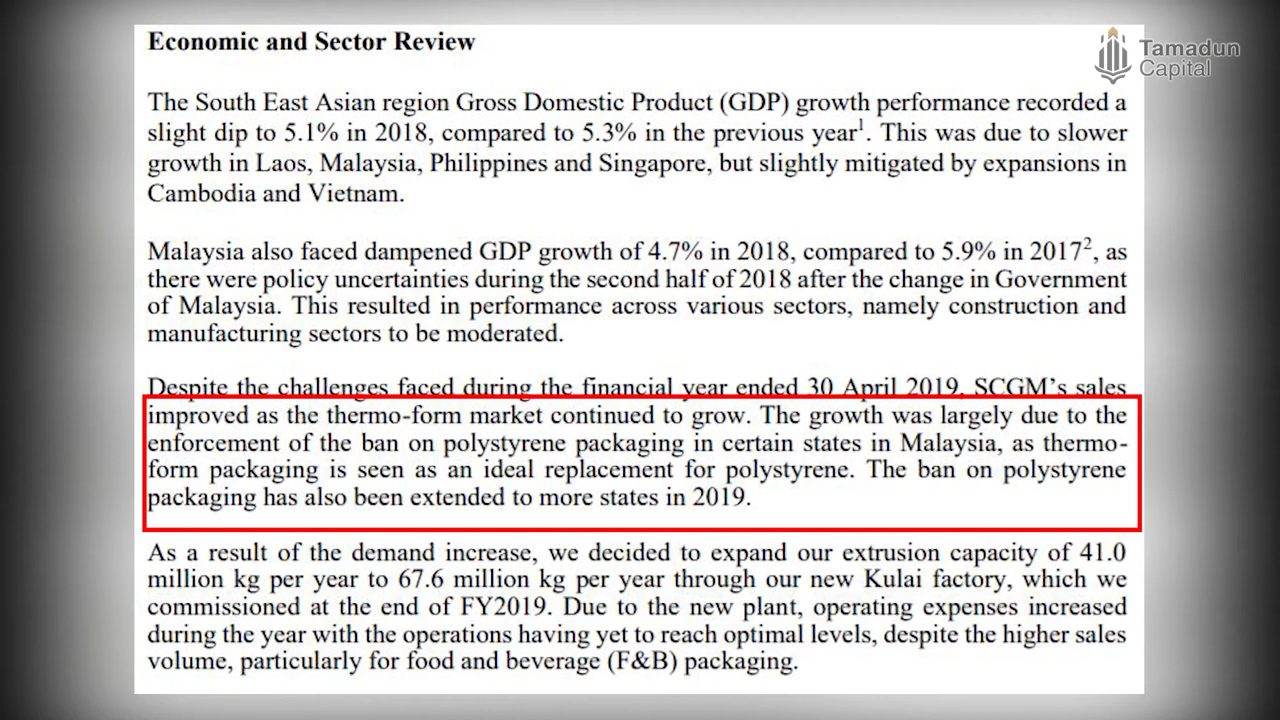 Economic and Sector Review
Tamadun
Capital
The South East Asian region Gross Domestic Product (GDP) growth performance recorded a
slight dip to 5.1% in 2018, compared to 5.3% in the previous year¹. This was due to slower
growth in Laos, Malaysia, Philippines and Singapore, but slightly mitigated by expansions in
Cambodia and Vietnam.
Malaysia also faced dampened GDP growth of 4.7% in 2018, compared to 5.9% in 2017², as
there were policy uncertainties during the second half of 2018 after the change in Government
of Malaysia. This resulted in performance across various sectors, namely construction and
manufacturing sectors to be moderated.
Despite the challenges faced during the financial year ended 30 April 2019, SCGM’s sales
improved as the thermo-form market continued to grow. The growth was largely due to the
enforcement of the ban on polystyrene packaging in certain states in Malaysia, as thermo-
form packaging is seen as an ideal replacement for polystyrene. The ban on polystyrene
packaging has also been extended to more states in 2019.
As a result of the demand increase, we decided to expand our extrusion capacity of 41.0
million kg per year to 67.6 million kg per year through our new Kulai factory, which we
commissioned at the end of FY2019. Due to the new plant, operating expenses increased
during the year with the operations having yet to reach optimal levels, despite the higher sales
volume, particularly for food and beverage (F&B) packaging.